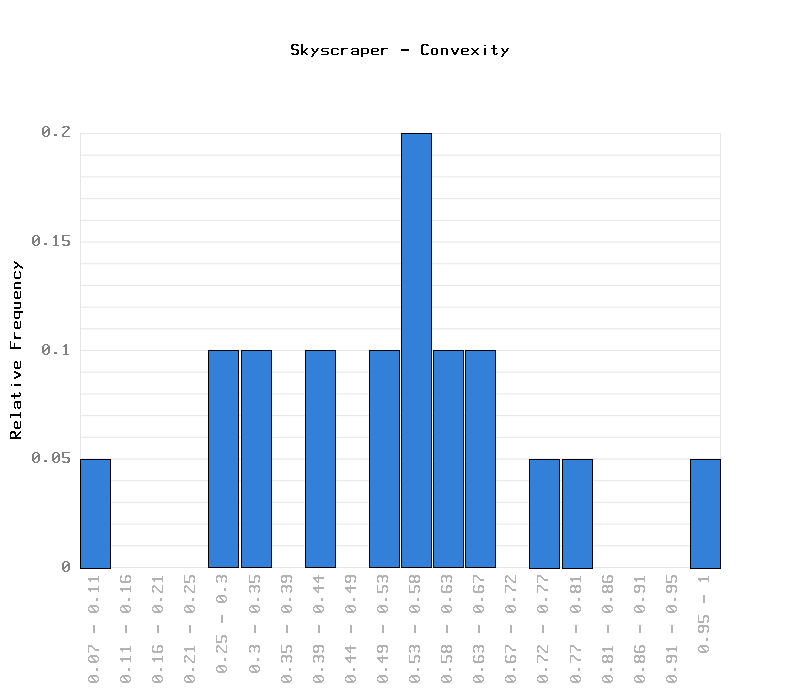 Skyscraper - Convexity
0.2
0.15
0.1
0.05
0
Relative Frequency
0.07 - 0.11
0.11 - 0.16
0.16 - 0.21
0.21 - 0.25
0.25 - 0.3
0.3 - 0.35
0.35 - 0.39
0.39 - 0.44
0.44 - 0.49
0.49 - 0.53
0.53 - 0.58
0.58 - 0.63
0.63 - 0.67
0.67 - 0.72
0.72 - 0.77
0.77 - 0.81
0.81 - 0.86
0.86 - 0.91
0.91 - 0.95
0.95 - 1